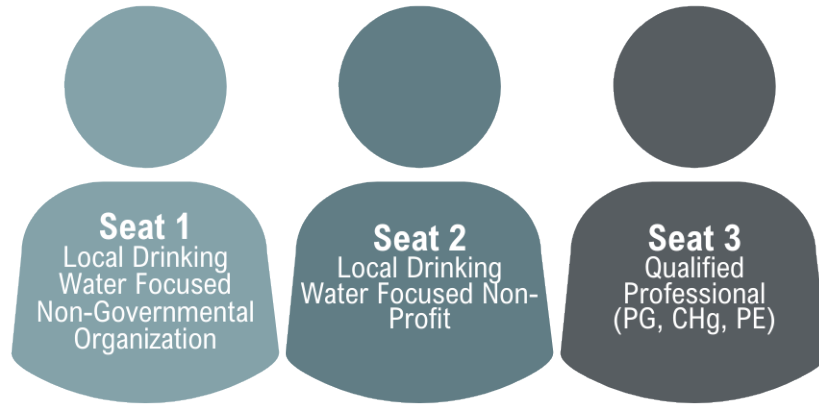 Seat 1
Local Drinking
Water Focused
Non-Governmental
Organization
Seat 2
Local Drinking
Water Focused Non-
Profit
Seat 3
Qualified
Professional
(PG, CHg, PE)